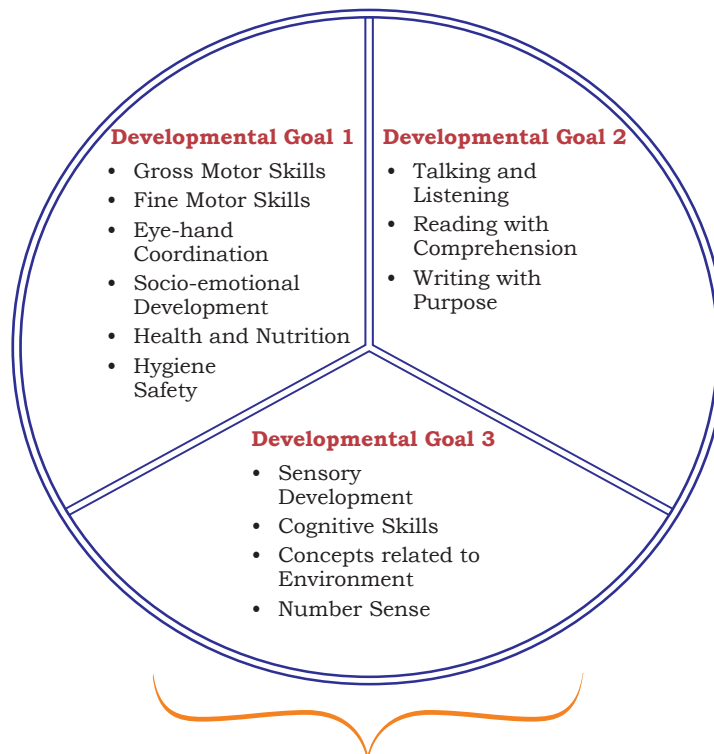 Developmental Goal 1
• Gross Motor Skills
• Fine Motor Skills
• Eye-hand
Coordination
• Socio-emotional
Development
• Health and Nutrition
• Hygiene
Safety
Developmental Goal 2
• Talking and
Listening
• Reading with
Comprehension
• Writing with
Purpose
Developmental Goal 3
• Sensory
Development
• Cognitive Skills
• Concepts related to
Environment
• Number Sense